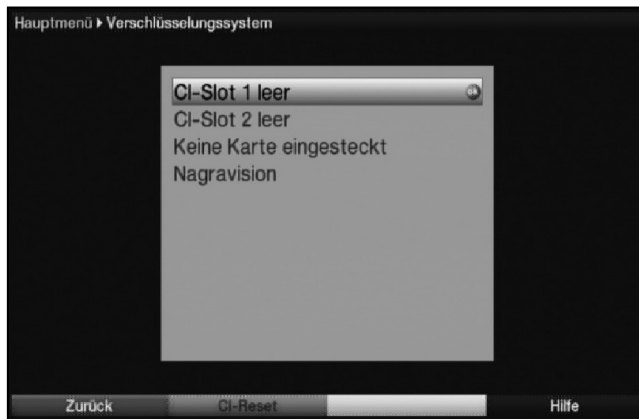 Hauptmenü ▸ Verschlüsselungssystem
CI-Slot 1 leer
CI-Slot 2 leer
Keine Karte eingesteckt
Nagravision
Zurück CI-Reset Hilfe